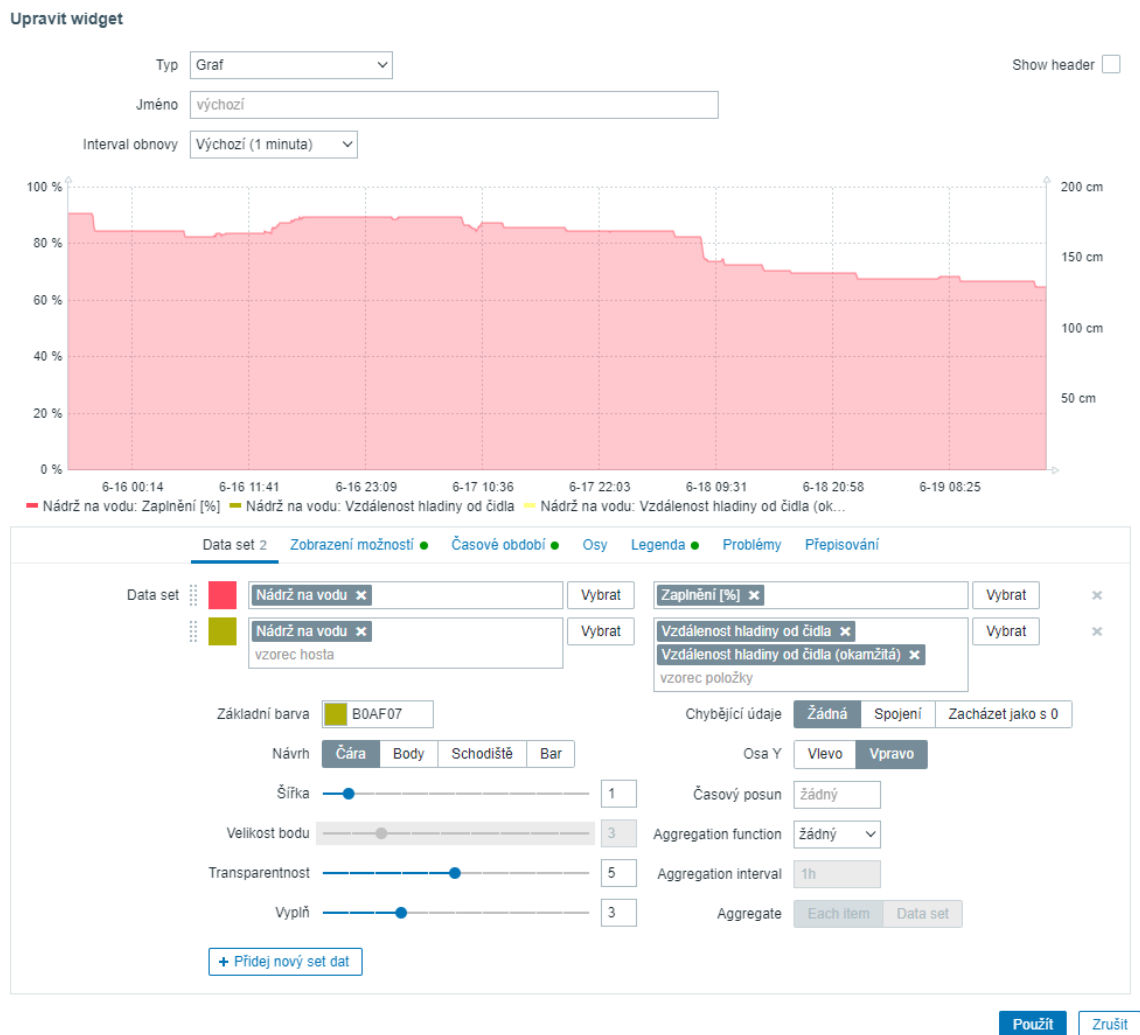 Upravit widget
Typ Graf Show header
Jméno výchozí
Interval obnovy Výchozí (1 minuta)
100 % 200 cm
80 %
150 cm
60 %
100 cm
40 %
50 cm
20 %
0 %
6-16 00:14 6-16 11:41 6-16 23:09 6-17 10:36 6-17 22:03 6-18 09:31 6-18 20:58 6-19 08:25
Nádrž na vodu: Zaplnění [%] Nádrž na vodu: Vzdálenost hladiny od čidla Nádrž na vodu: Vzdálenost hladiny od čidla (ok...
Data set 2 Zobrazení možností Časové období Osy Legenda Problémy Přepisování
Data set Nádrž na vodu Vybrat Zaplnění [%] Vybrat
Nádrž na vodu Vybrat Vzdálenost hladiny od čidla Vybrat
vzorec hosta Vzdálenost hladiny od čidla (okamžitá)
vzorec položky
Základní barva B0AF07 Chybějící údaje Žádná Spojení Zacházet jako s 0
Návrh Čára Body Schodiště Bar Osa Y Vlevo Vpravo
Šířka 1 Časový posun žádný
Velikost bodu 3 Aggregation function žádný
Transparentnost 5 Aggregation interval 1h
Vyplň 3 Aggregate Each item Data set
+ Přidej nový set dat
Použít Zrušit